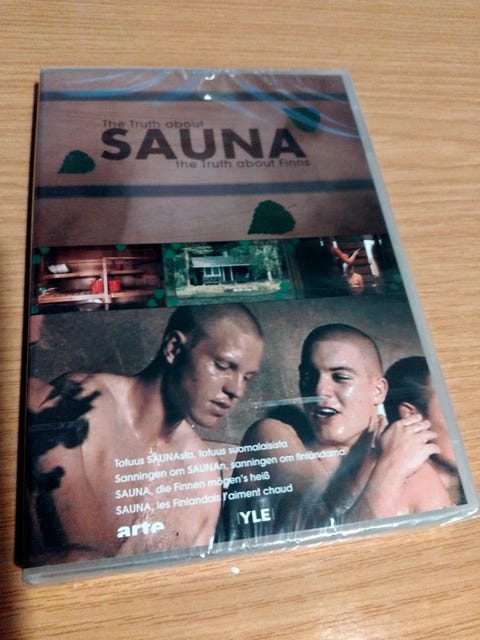 The Truth about
SAUNA
the Truth about Finns
Totuus SAUNAsta, totuus suomalaisista
Sanningen om SAUNAn, sanningen om finländarna
SAUNA, die Finnen mögen's heiß
SAUNA, les Finlandais l'aiment chaud
arte YLE